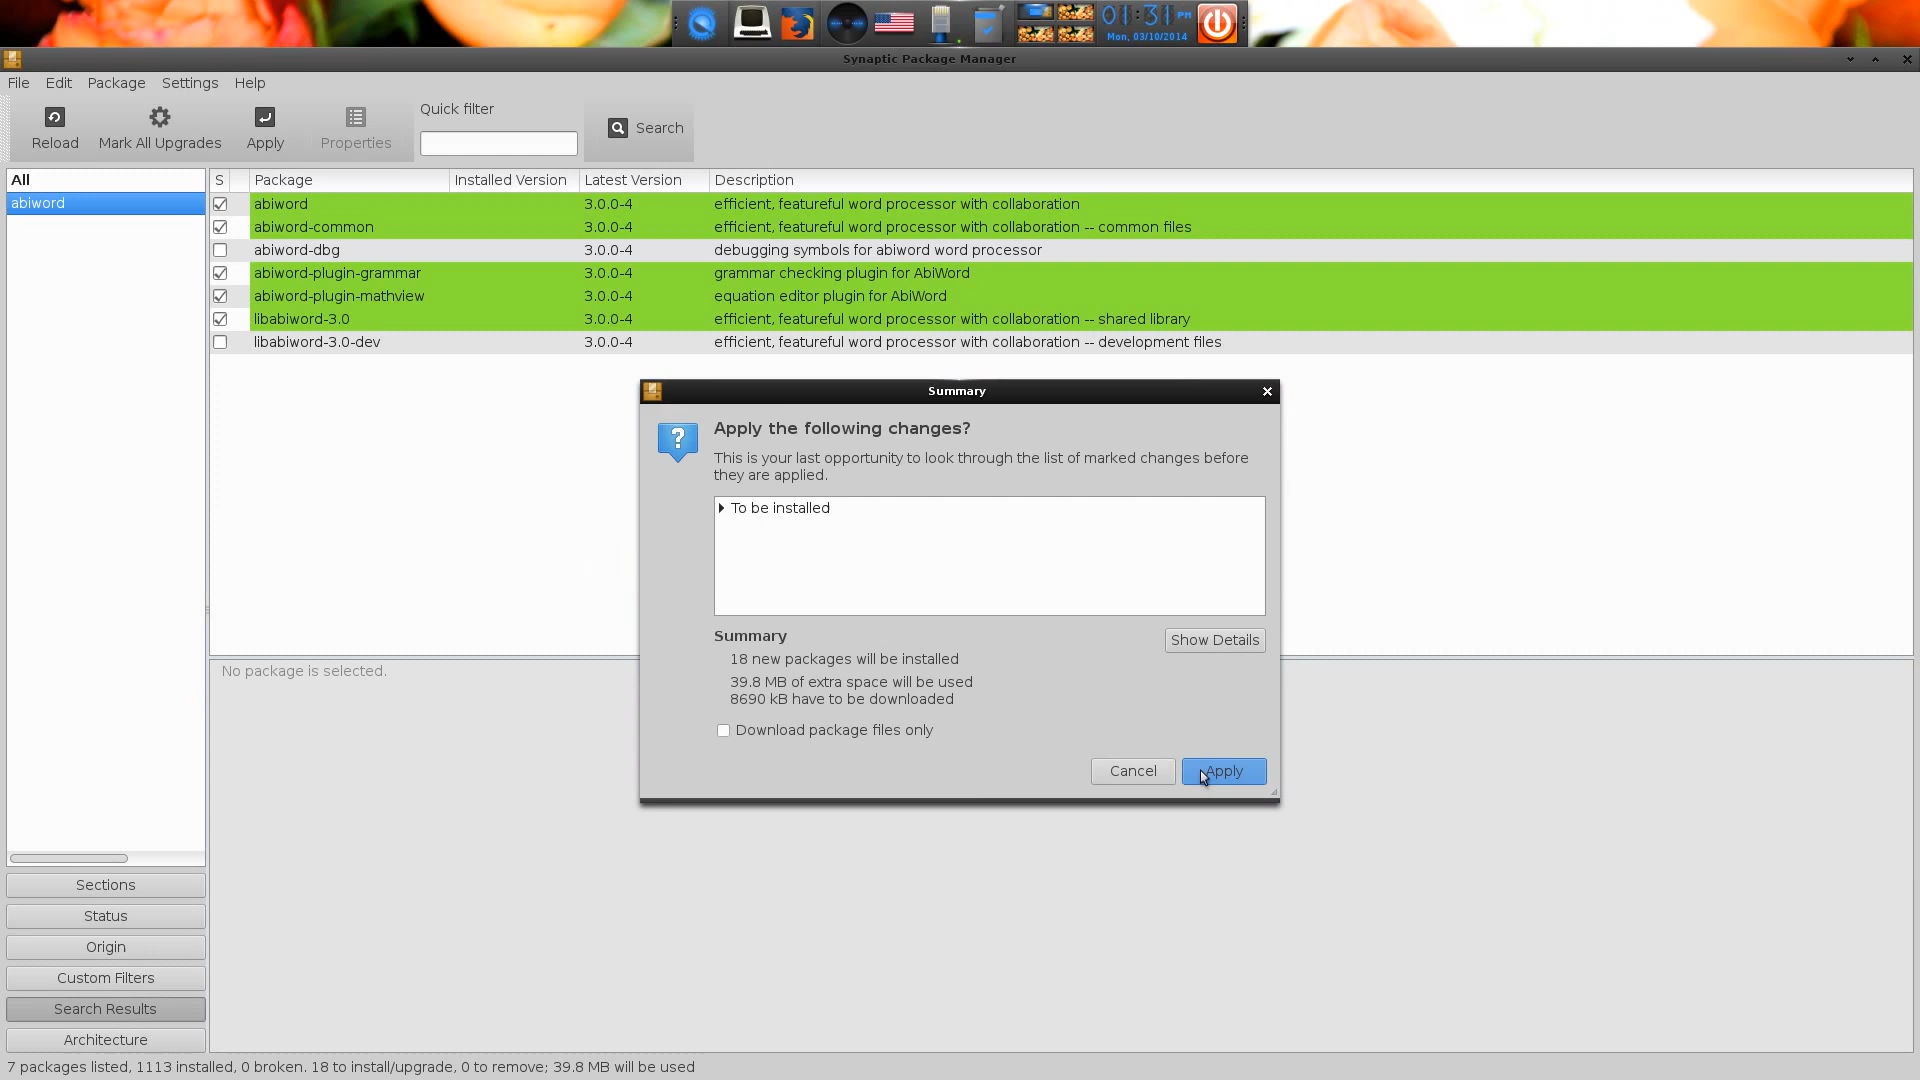 01:31 PM
Mon, 03/10/2014
Synaptic Package Manager
File Edit Package Settings Help
Reload Mark All Upgrades Apply Properties
Quick filter
Search
All
abiword
S Package Installed Version Latest Version Description
abiword 3.0.0-4 efficient, featureful word processor with collaboration
abiword-common 3.0.0-4 efficient, featureful word processor with collaboration -- common files
abiword-dbg 3.0.0-4 debugging symbols for abiword word processor
abiword-plugin-grammar 3.0.0-4 grammar checking plugin for AbiWord
abiword-plugin-mathview 3.0.0-4 equation editor plugin for AbiWord
libabiword-3.0 3.0.0-4 efficient, featureful word processor with collaboration -- shared library
libabiword-3.0-dev 3.0.0-4 efficient, featureful word processor with collaboration -- development files
Summary
?
Apply the following changes?
This is your last opportunity to look through the list of marked changes before
they are applied.
To be installed
Summary
Show Details
18 new packages will be installed
39.8 MB of extra space will be used
8690 kB have to be downloaded
Download package files only
Cancel Apply
No package is selected.
Sections
Status
Origin
Custom Filters
Search Results
Architecture
7 packages listed, 1113 installed, 0 broken. 18 to install/upgrade, 0 to remove; 39.8 MB will be used